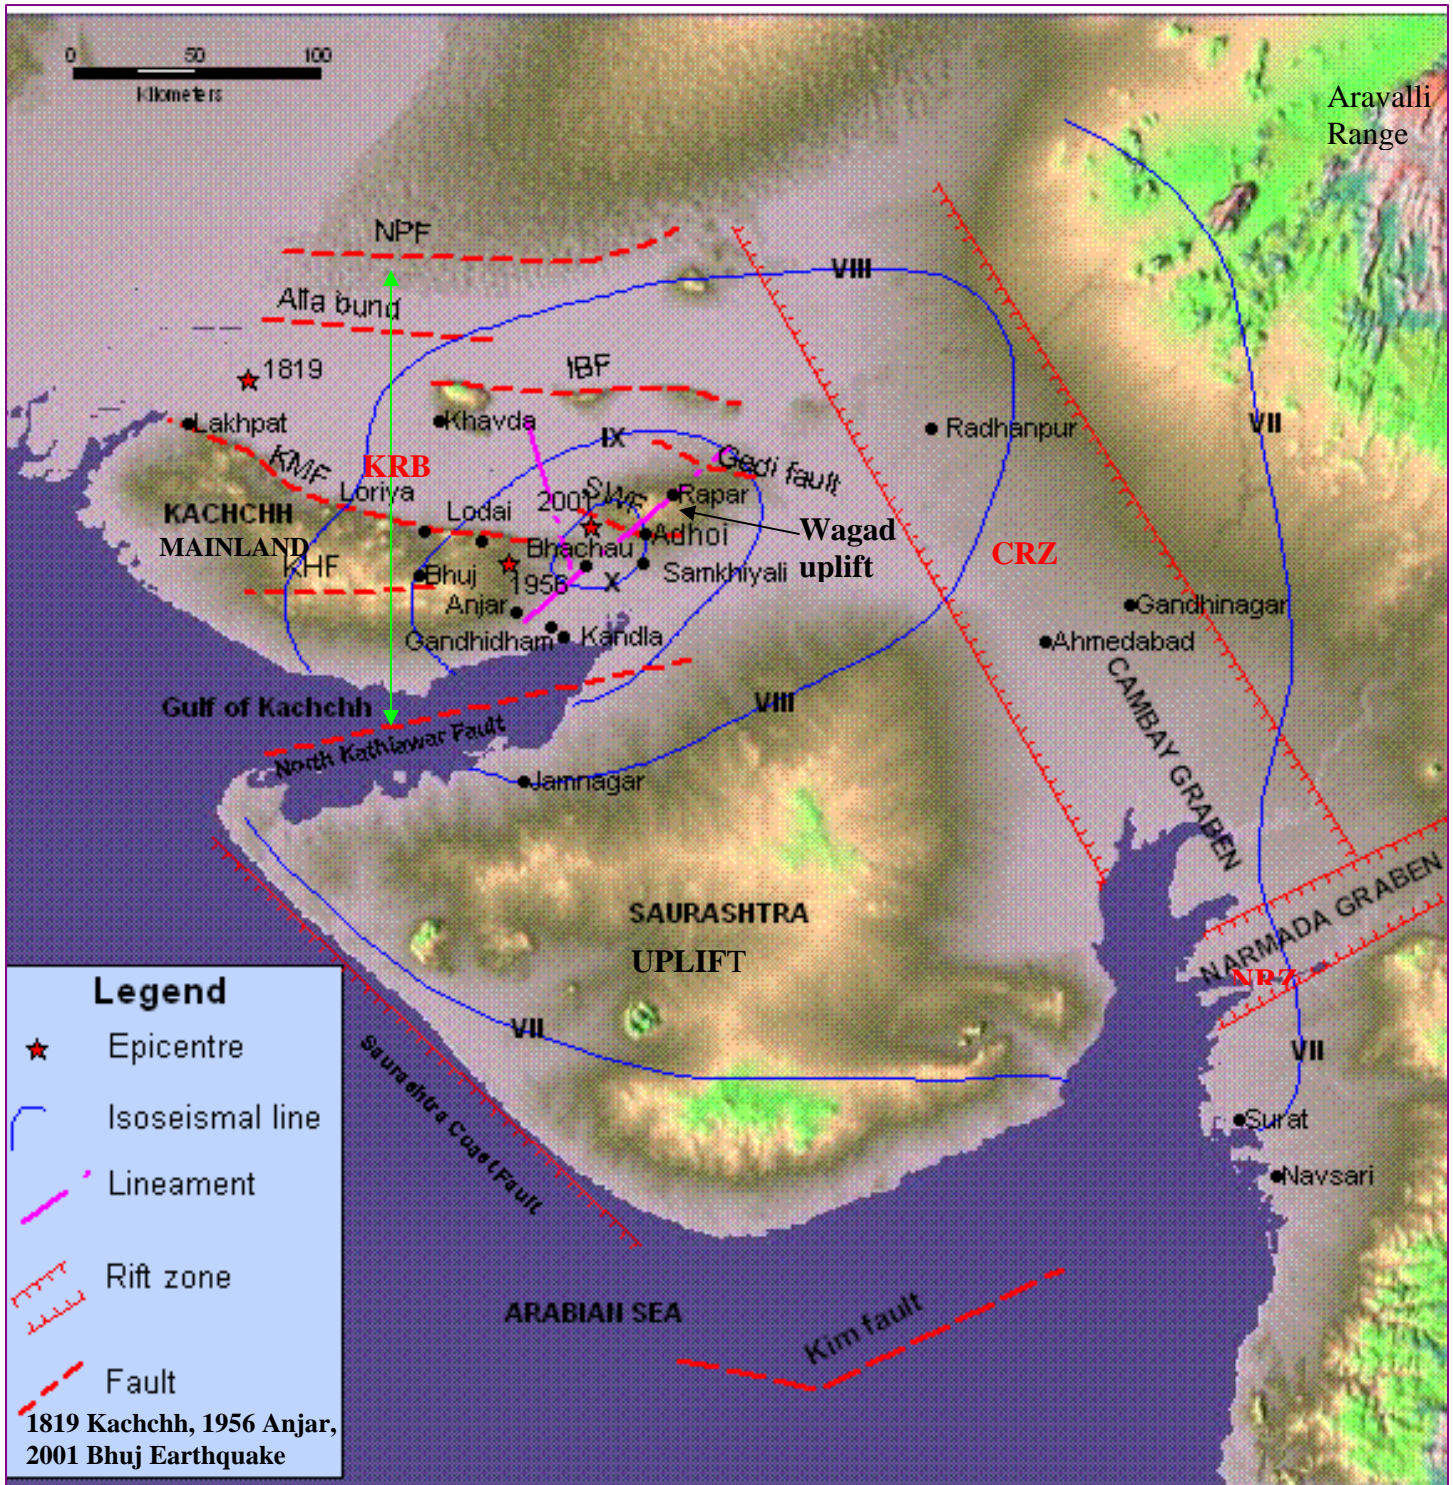 0 50 100
Kilometers
Aravalli
Range
NPF
VIII
Alla bund
1819
IBF
Lakhpat
Khavda
Radhanpur
VII
IX
KMF
KRB
Gedi fault
Loriya
2001
SWF
Rapar
KACHCHH
MAINLAND
Lodai
Adhoi
Wagad
uplift
CRZ
Bhachau
KHF
Bhuj
1956
X
Samkhiyali
Anjar
Gandhinagar
Gandhidham
Kandla
Ahmedabad
Gulf of Kachchh
VIII
CAMBAY GRABEN
North Kathiawar Fault
Jamnagar
SAURASHTRA
UPLIFT
NARMADA GRABEN
NRZ
VII
VII
Saurashtra Coast Fault
Surat
Navsari
ARABIAN SEA
Kim fault
Legend
Epicentre
Isoseismal line
Lineament
Rift zone
Fault
1819 Kachchh, 1956 Anjar,
2001 Bhuj Earthquake